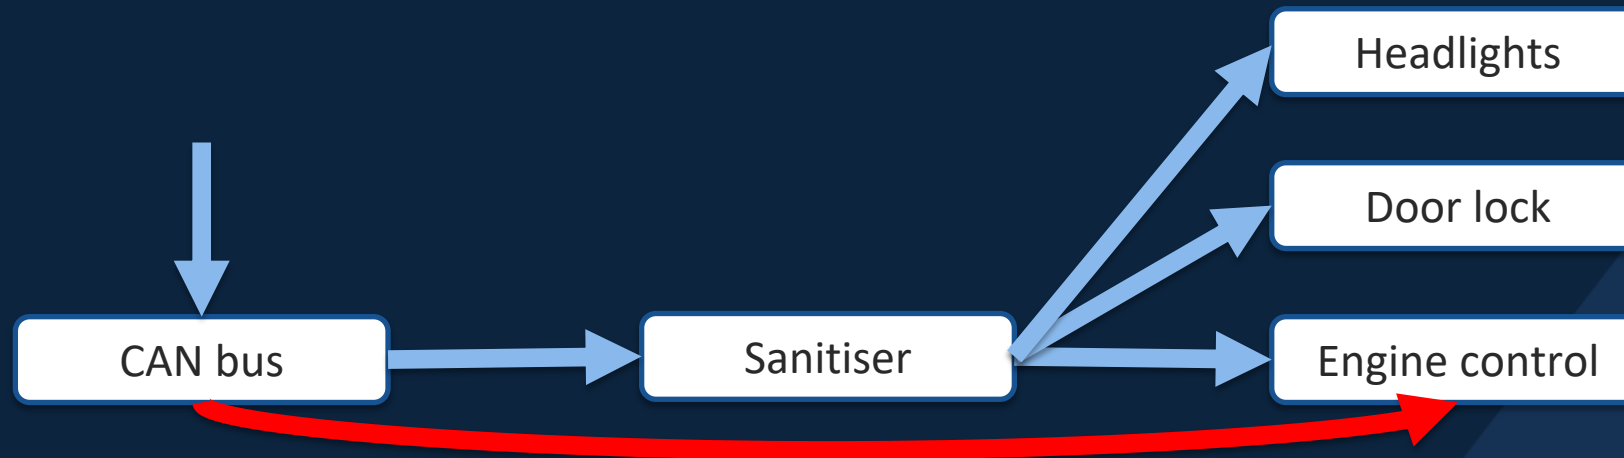 Headlights
Door lock
CAN bus
Sanitiser
Engine control